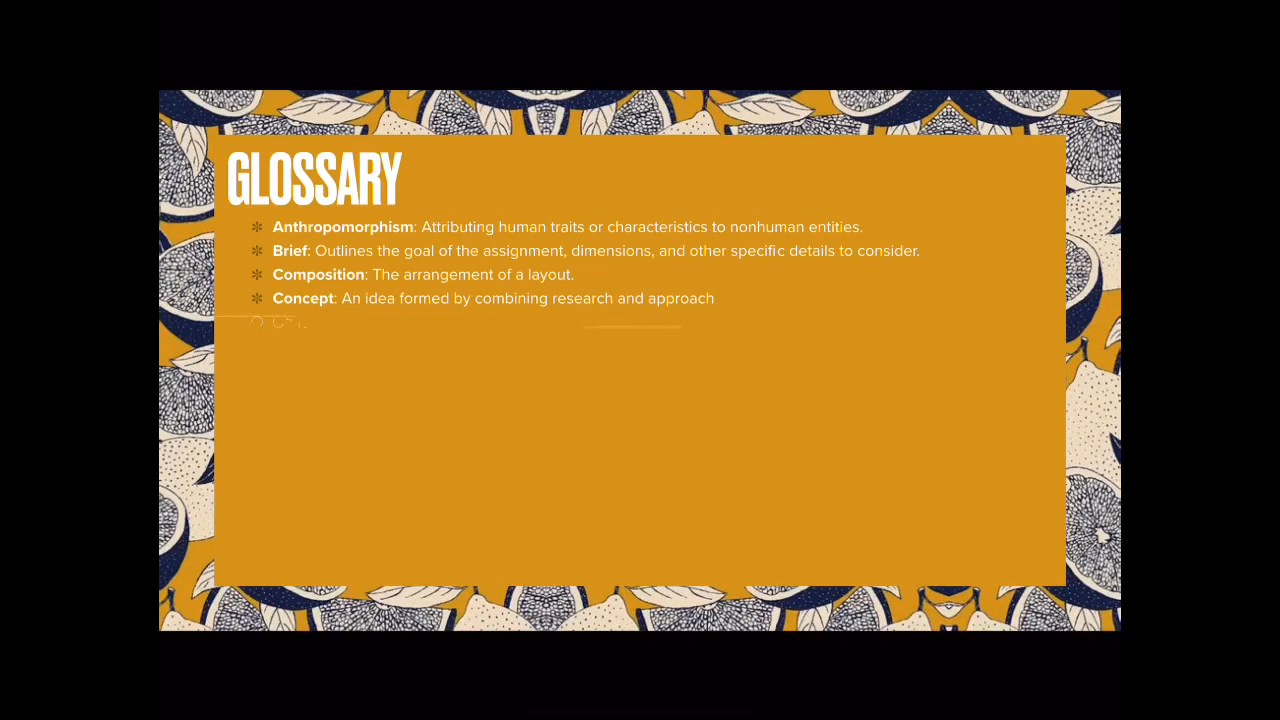 GLOSSARY
✻ Anthropomorphism: Attributing human traits or characteristics to nonhuman entities.
✻ Brief: Outlines the goal of the assignment, dimensions, and other specific details to consider.
✻ Composition: The arrangement of a layout.
✻ Concept: An idea formed by combining research and approach